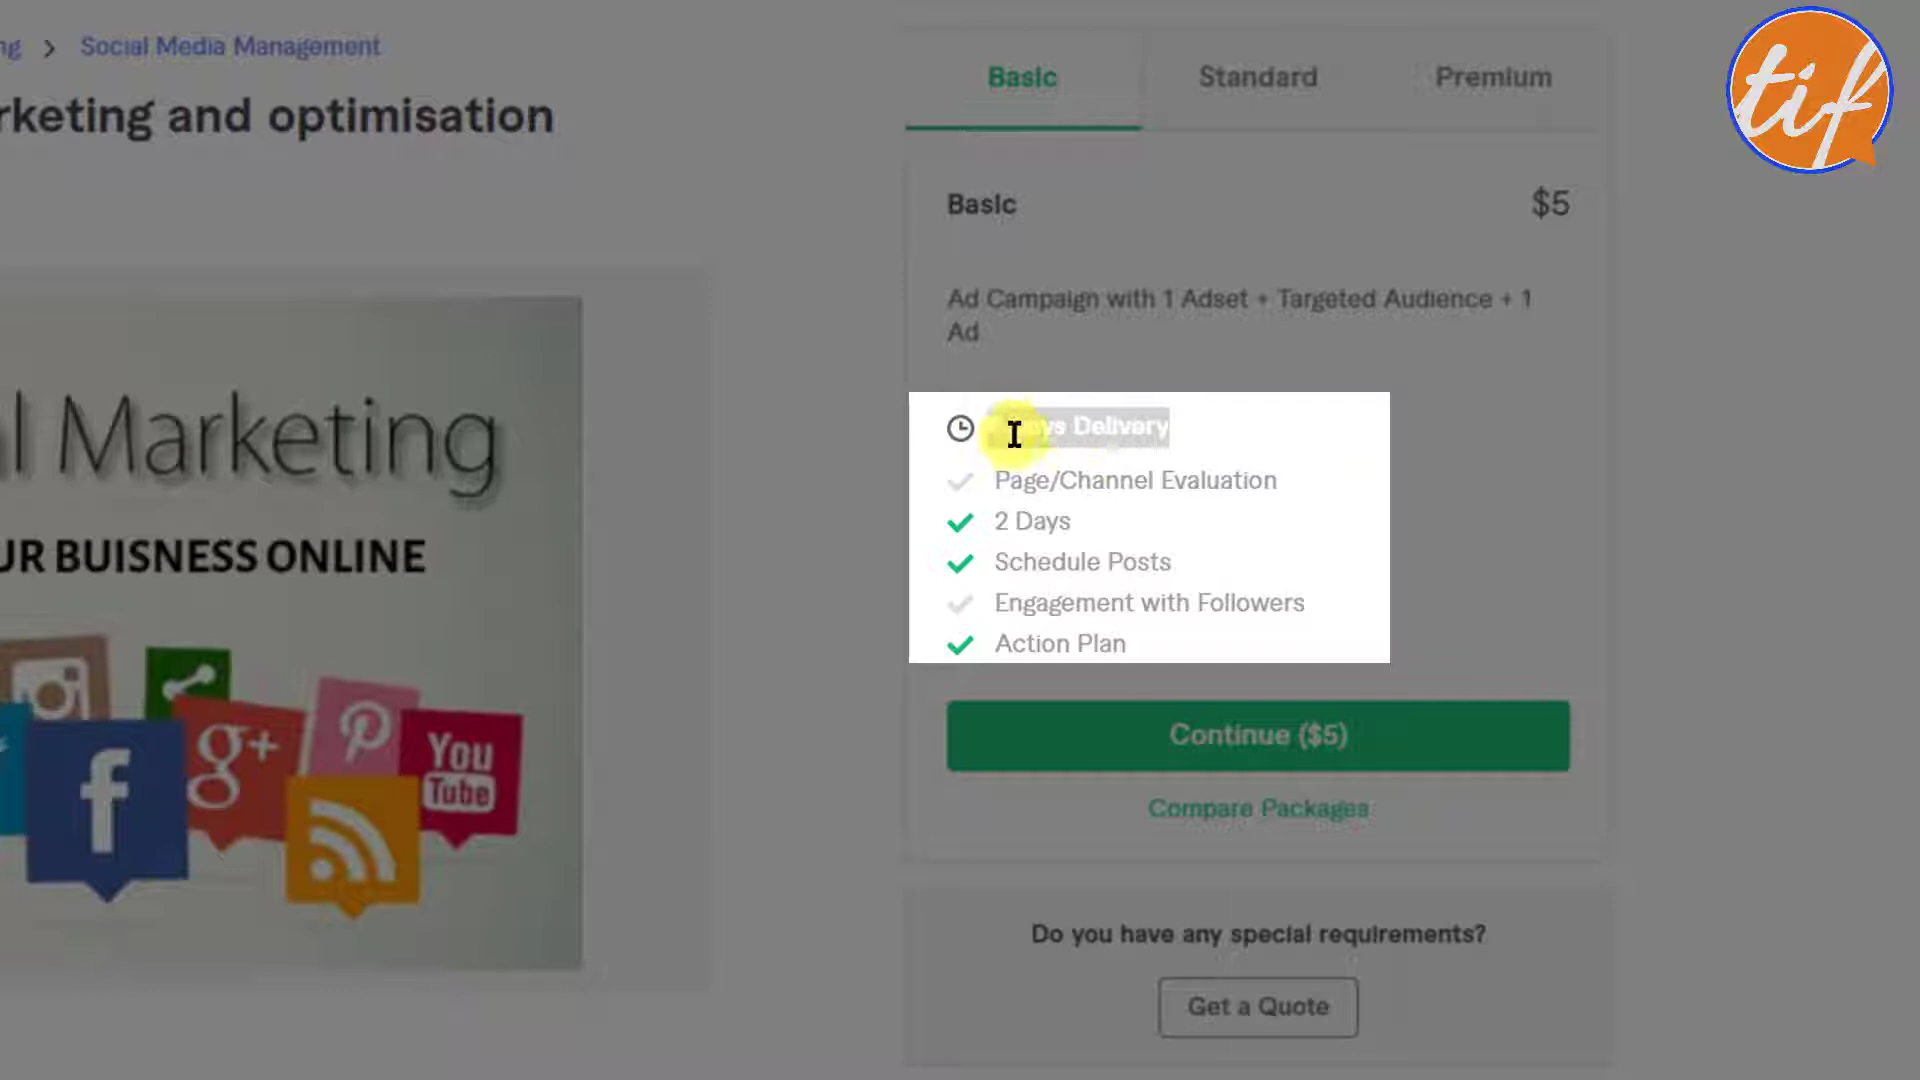 Social Media Management
rketing and optimisation
Basic
Standard
Premium
tif
Basic
$5
Ad Campaign with 1 Adset + Targeted Audience + 1
Ad
Delivery
Page/Channel Evaluation
2 Days
Schedule Posts
Engagement with Followers
Action Plan
Continue ($5)
Compare Packages
Do you have any special requirements?
Get a Quote
l Marketing
UR BUISNESS ONLINE
f
g+
You
Tube